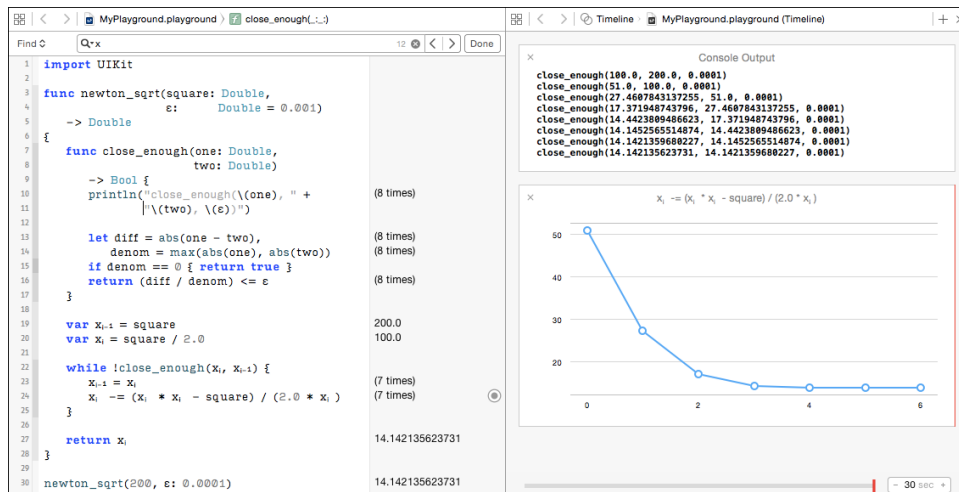 MyPlayground.playground › close_enough(_:_:)
Find
x
12
Done
1 import UIKit
2
3 func newton_sqrt(square: Double,
4 ε: Double = 0.001)
5 -> Double
6 {
7 func close_enough(one: Double,
8 two: Double)
9 -> Bool {
10 println("close_enough(\(one), " +
11 "\(two), \(ε))")
12
13 let diff = abs(one - two),
14 denom = max(abs(one), abs(two))
15 if denom == 0 { return true }
16 return (diff / denom) <= ε
17 }
18
19 var xᵢ₋₁ = square
20 var xᵢ = square / 2.0
21
22 while !close_enough(xᵢ, xᵢ₋₁) {
23 xᵢ₋₁ = xᵢ
24 xᵢ -= (xᵢ * xᵢ - square) / (2.0 * xᵢ )
25 }
26
27 return xᵢ
28 }
29
30 newton_sqrt(200, ε: 0.0001)
(8 times)
(8 times)
(8 times)
(8 times)
200.0
100.0
(7 times)
(7 times)
14.142135623731
14.142135623731
Timeline › MyPlayground.playground (Timeline)
Console Output
close_enough(100.0, 200.0, 0.0001)
close_enough(51.0, 100.0, 0.0001)
close_enough(27.4607843137255, 51.0, 0.0001)
close_enough(17.371948743796, 27.4607843137255, 0.0001)
close_enough(14.4423809486623, 17.371948743796, 0.0001)
close_enough(14.1452565514874, 14.4423809486623, 0.0001)
close_enough(14.1421359680227, 14.1452565514874, 0.0001)
close_enough(14.142135623731, 14.1421359680227, 0.0001)
xᵢ -= (xᵢ * xᵢ - square) / (2.0 * xᵢ )
50
40
30
20
0 2 4 6
- 30 sec +